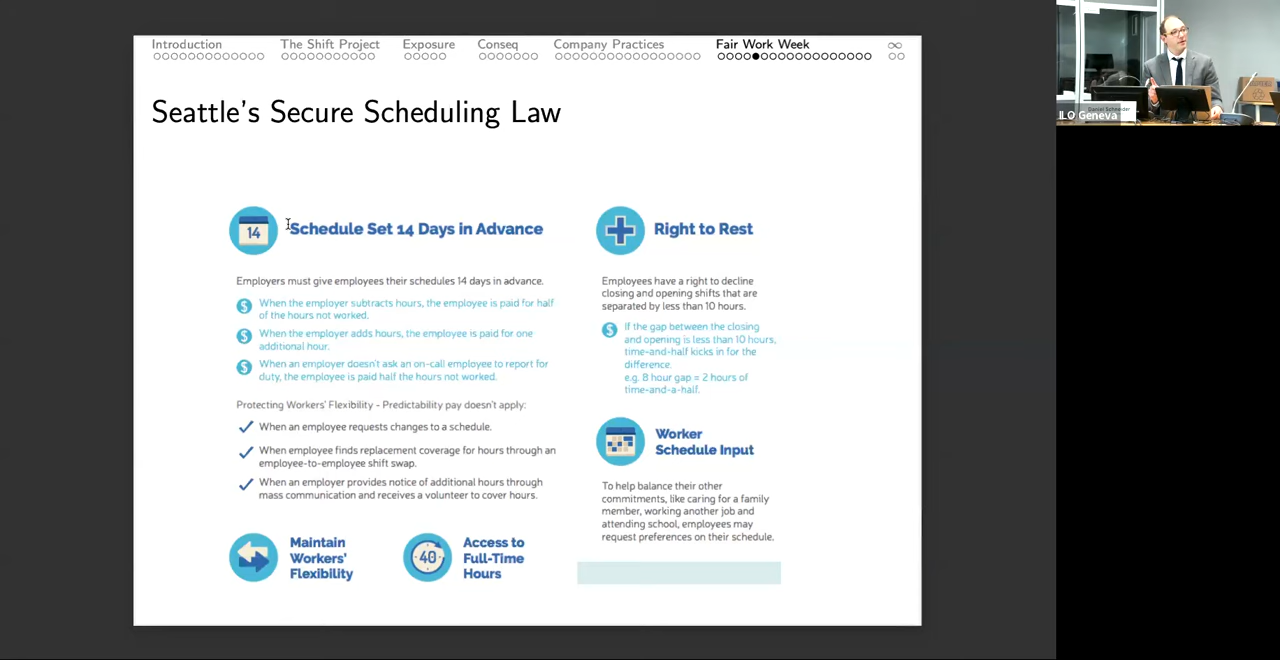 Introduction
The Shift Project
Exposure
Conseq
Company Practices
Fair Work Week
∞
Seattle's Secure Scheduling Law
14
Schedule Set 14 Days in Advance
Employers must give employees their schedules 14 days in advance.
$ When the employer subtracts hours, the employee is paid for half
of the hours not worked.
$ When the employer adds hours, the employee is paid for one
additional hour.
$ When an employer doesn't ask an on-call employee to report for
duty, the employee is paid half the hours not worked.
Protecting Workers' Flexibility - Predictability pay doesn't apply:
When an employee requests changes to a schedule.
When employee finds replacement coverage for hours through an
employee-to-employee shift swap.
When an employer provides notice of additional hours through
mass communication and receives a volunteer to cover hours.
Maintain
Workers'
Flexibility
40
Access to
Full-Time
Hours
Right to Rest
Employees have a right to decline
closing and opening shifts that are
separated by less than 10 hours.
$ If the gap between the closing
and opening is less than 10 hours,
time-and-half kicks in for the
difference.
e.g. 8 hour gap = 2 hours of
time-and-a-half.
Worker
Schedule Input
To help balance their other
commitments, like caring for a family
member, working another job and
attending school, employees may
request preferences on their schedule.
Daniel Schneider
ILO Geneva